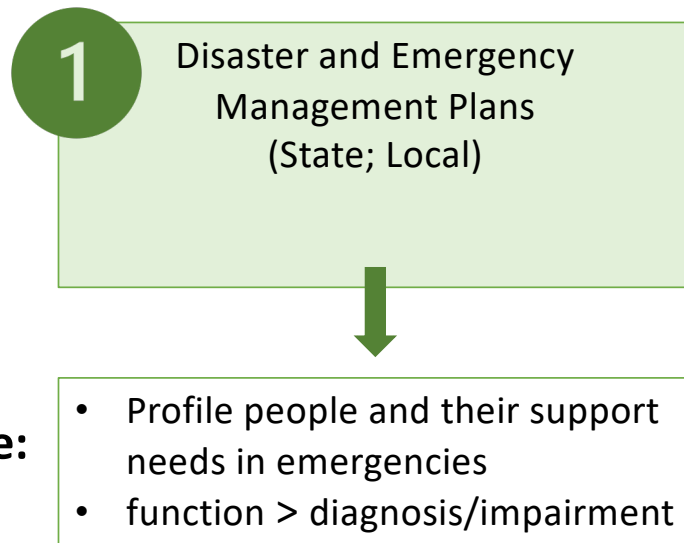 1
Disaster and Emergency
Management Plans
(State; Local)
e:
• Profile people and their support
needs in emergencies
• function > diagnosis/impairment